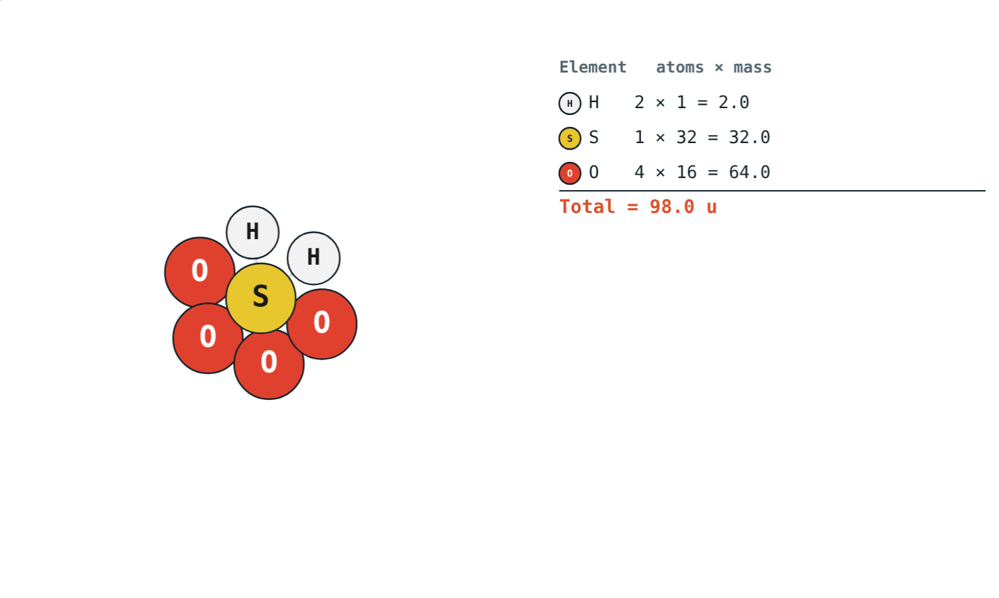 Element atoms × mass
H H 2 × 1 = 2.0
S S 1 × 32 = 32.0
O O 4 × 16 = 64.0
Total = 98.0 u
H
H
O
S
O
O
O